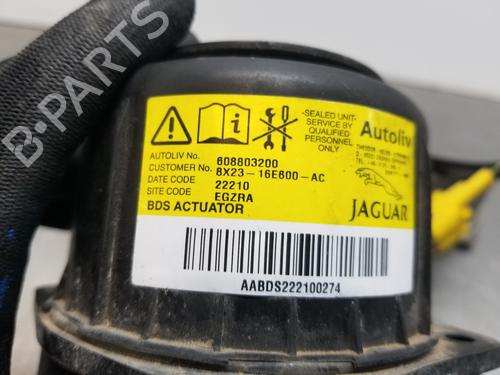 -SEALED UNIT-
SERVICE BY
QUALIFIED
PERSONNEL
ONLY
Autoliv
AUTOLIV No. 608803200
CUSTOMER No. 8X23-16E600-AC
DATE CODE 22210
SITE CODE EGZRA
BDS ACTUATOR
JAGUAR
AABDS222100274
B-PARTS